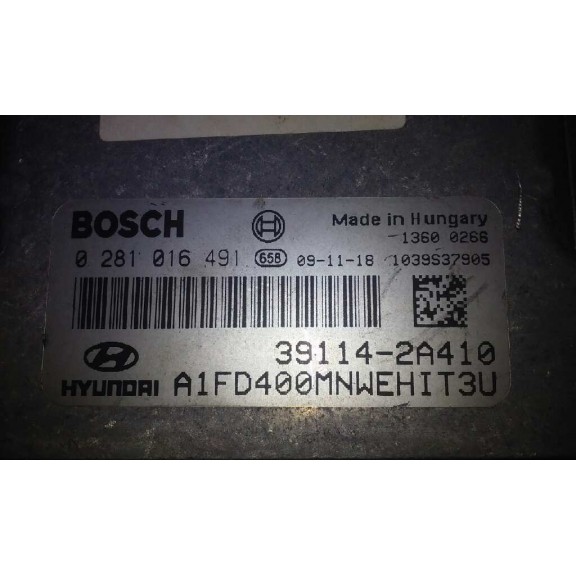 BOSCH
Made in Hungary
1360 0266
0 281 016 491 658 09-11-18 1039S37905
39114-2A410
HYUNDAI A1FD400MNWEHIT3U